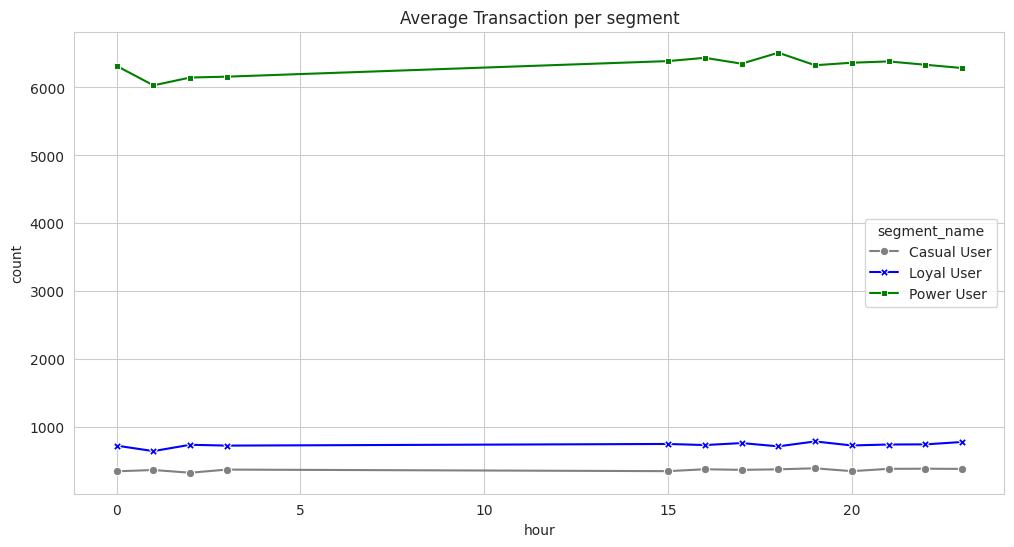 Average Transaction per segment
6000
5000
4000
3000
2000
1000
count
segment_name
Casual User
Loyal User
Power User
0
5
10
15
20
hour